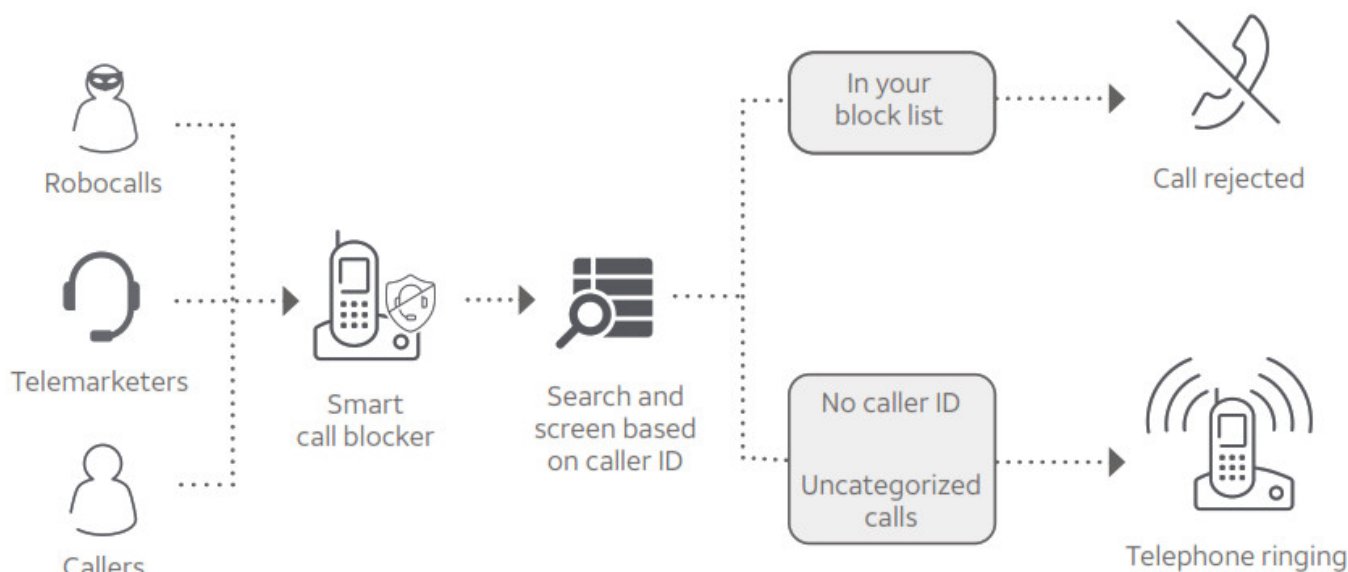 Robocalls
Telemarketers
Callers
Smart
call blocker
Search and
screen based
on caller ID
In your
block list
Call rejected
No caller ID
Uncategorized
calls
Telephone ringing